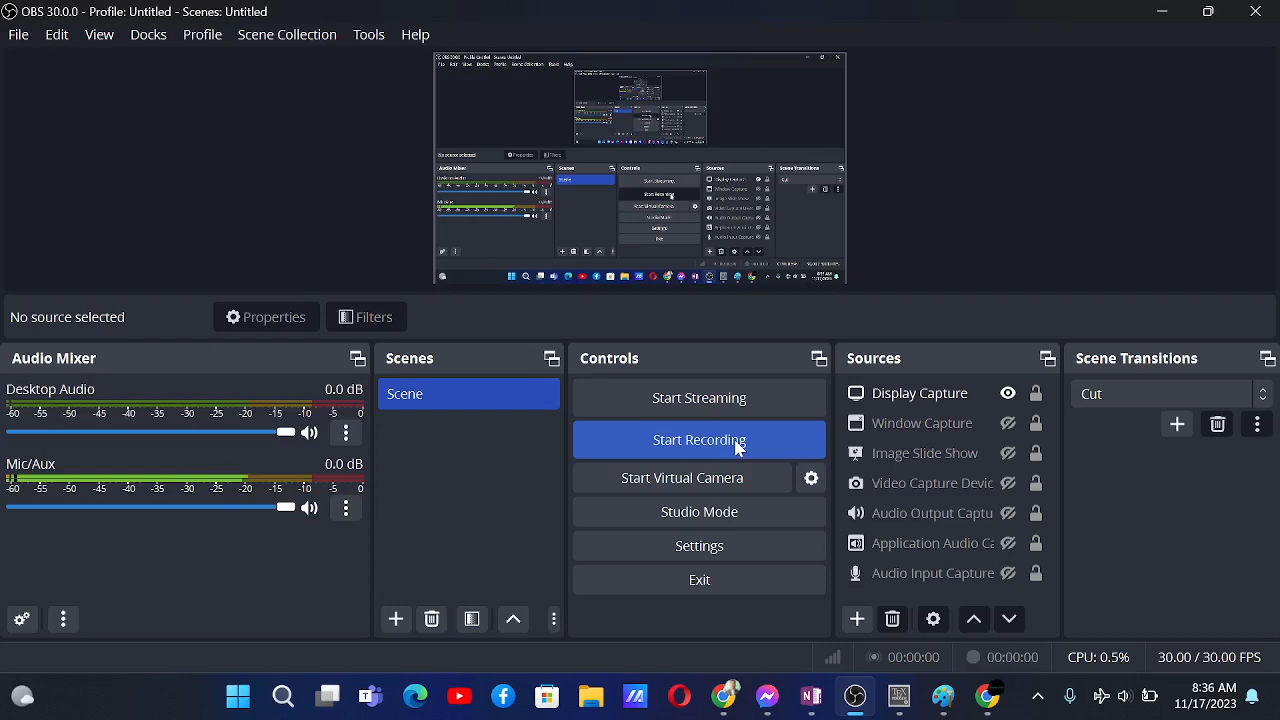 OBS 30.0.0 - Profile: Untitled - Scenes: Untitled
File Edit View Docks Profile Scene Collection Tools Help
No source selected Properties Filters
Audio Mixer
Desktop Audio 0.0 dB
-60 -55 -50 -45 -40 -35 -30 -25 -20 -15 -10 -5 0
Mic/Aux 0.0 dB
-60 -55 -50 -45 -40 -35 -30 -25 -20 -15 -10 -5 0
Scenes
Scene
Controls
Start Streaming
Start Recording
Start Virtual Camera
Studio Mode
Settings
Exit
Sources
Display Capture
Window Capture
Image Slide Show
Video Capture Devic
Audio Output Captu
Application Audio Ca
Audio Input Capture
Scene Transitions
Cut
00:00:00 00:00:00 CPU: 0.5% 30.00 / 30.00 FPS
8:36 AM
11/17/2023